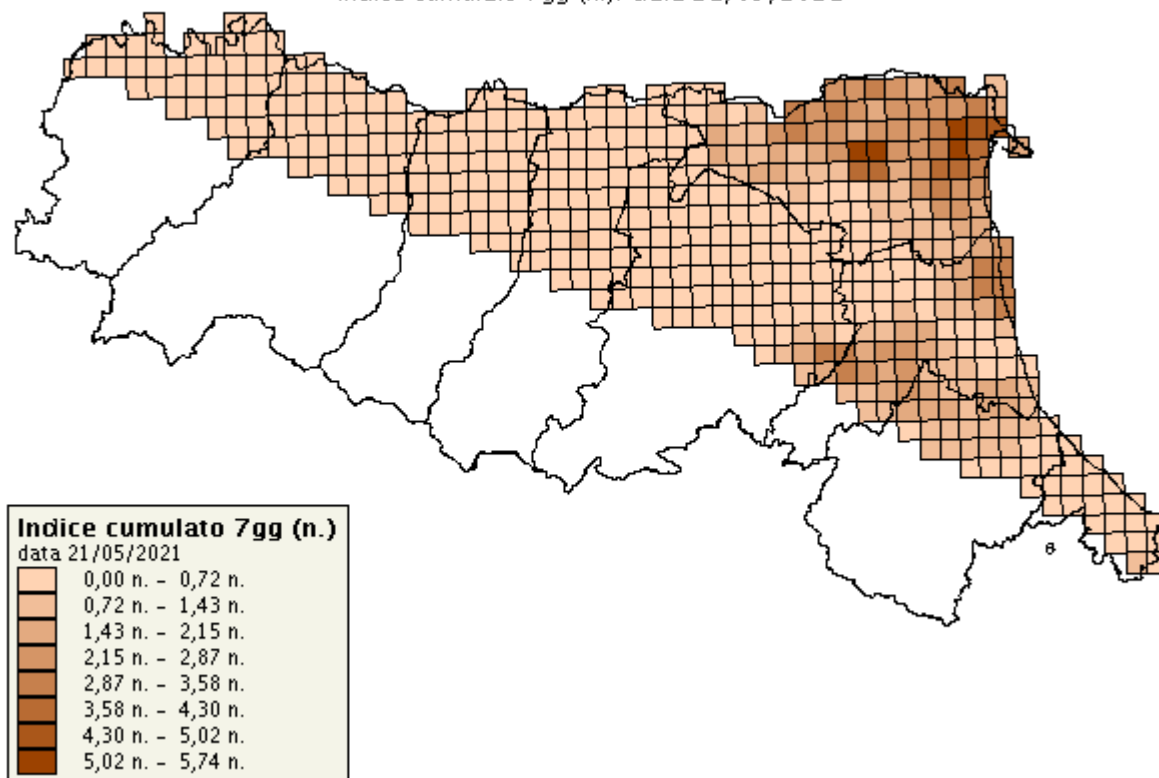 Indice cumulato 7gg (n.)
data 21/05/2021
0,00 n. - 0,72 n.
0,72 n. - 1,43 n.
1,43 n. - 2,15 n.
2,15 n. - 2,87 n.
2,87 n. - 3,58 n.
3,58 n. - 4,30 n.
4,30 n. - 5,02 n.
5,02 n. - 5,74 n.